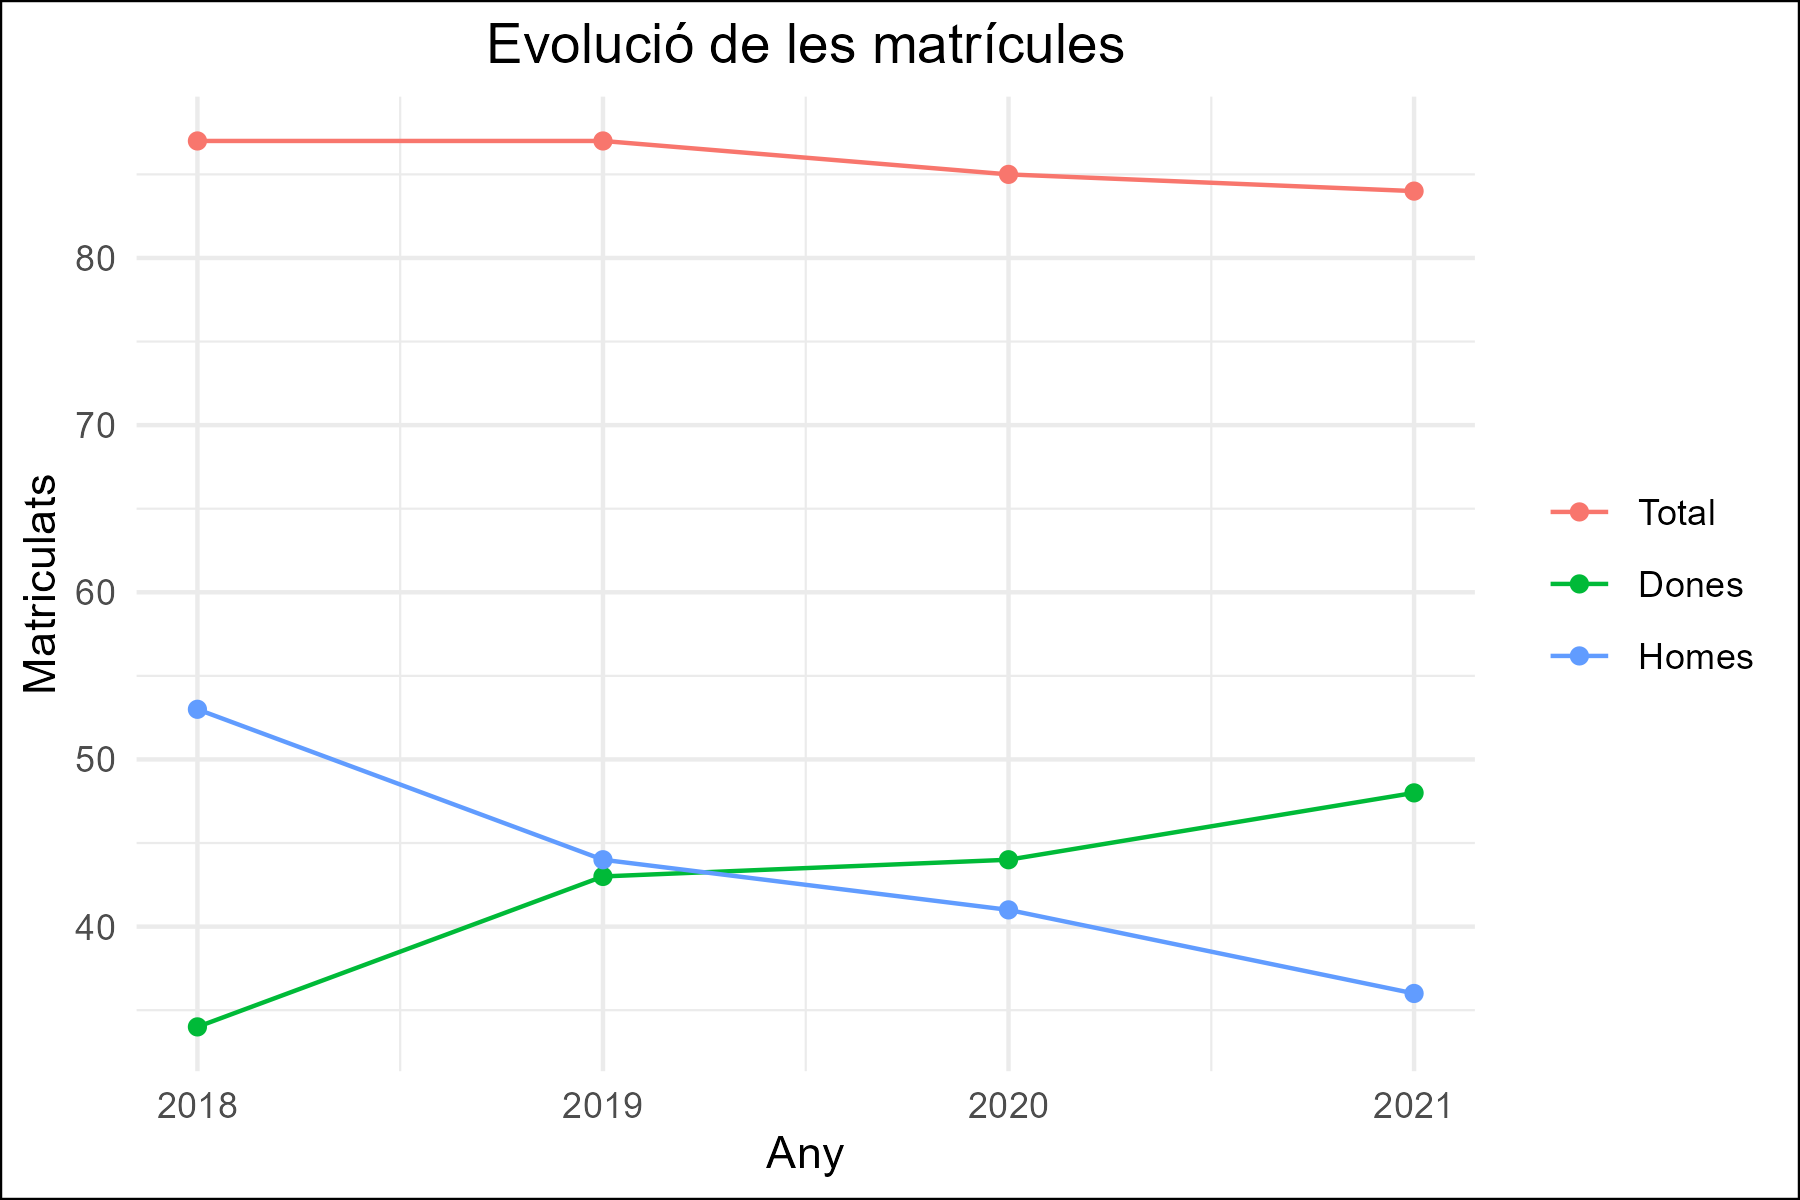 Evolució de les matrícules
Matriculats
80
70
60
50
40
2018 2019 2020 2021
Any
Total
Dones
Homes